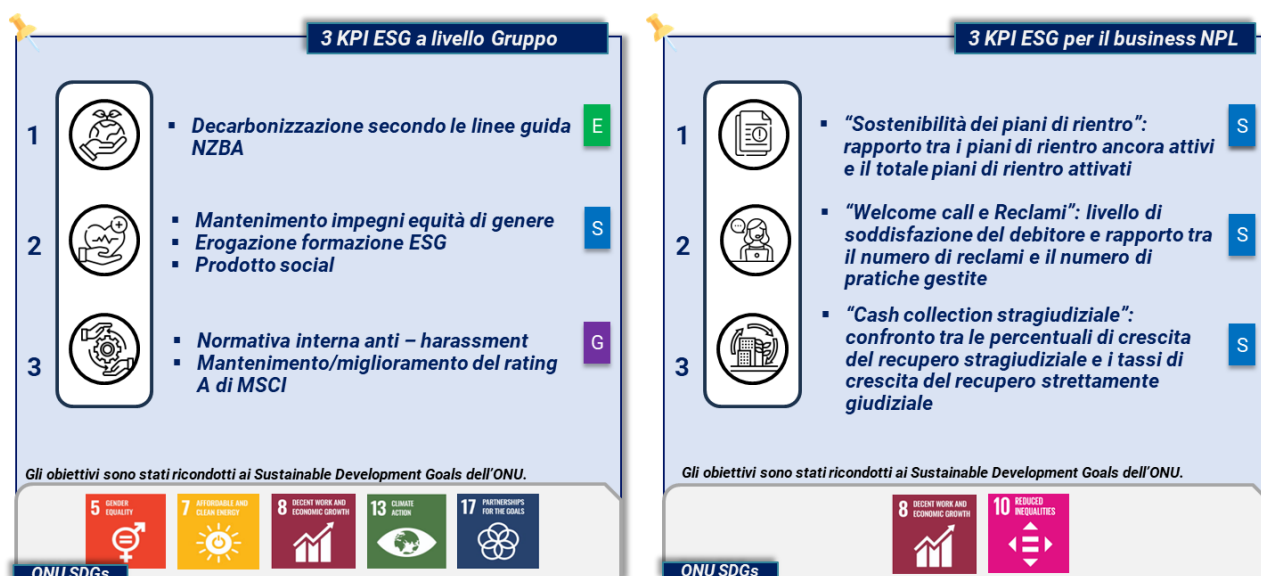 3 KPI ESG a livello Gruppo
1
▪ Decarbonizzazione secondo le linee guida
NZBA
E
2
▪ Mantenimento impegni equità di genere
▪ Erogazione formazione ESG
▪ Prodotto social
S
3
▪ Normativa interna anti – harassment
▪ Mantenimento/miglioramento del rating
A di MSCI
G
Gli obiettivi sono stati ricondotti ai Sustainable Development Goals dell'ONU.
5 GENDER
EQUALITY
7 AFFORDABLE AND
CLEAN ENERGY
8 DECENT WORK AND
ECONOMIC GROWTH
13 CLIMATE
ACTION
17 PARTNERSHIPS
FOR THE GOALS
ONU SDGs
3 KPI ESG per il business NPL
1
▪ “Sostenibilità dei piani di rientro”:
rapporto tra i piani di rientro ancora attivi
e il totale piani di rientro attivati
S
2
▪ “Welcome call e Reclami”: livello di
soddisfazione del debitore e rapporto tra
il numero di reclami e il numero di
pratiche gestite
S
3
▪ “Cash collection stragiudiziale”:
confronto tra le percentuali di crescita
del recupero stragiudiziale e i tassi di
crescita del recupero strettamente
giudiziale
S
Gli obiettivi sono stati ricondotti ai Sustainable Development Goals dell'ONU.
8 DECENT WORK AND
ECONOMIC GROWTH
10 REDUCED
INEQUALITIES
ONU SDGs